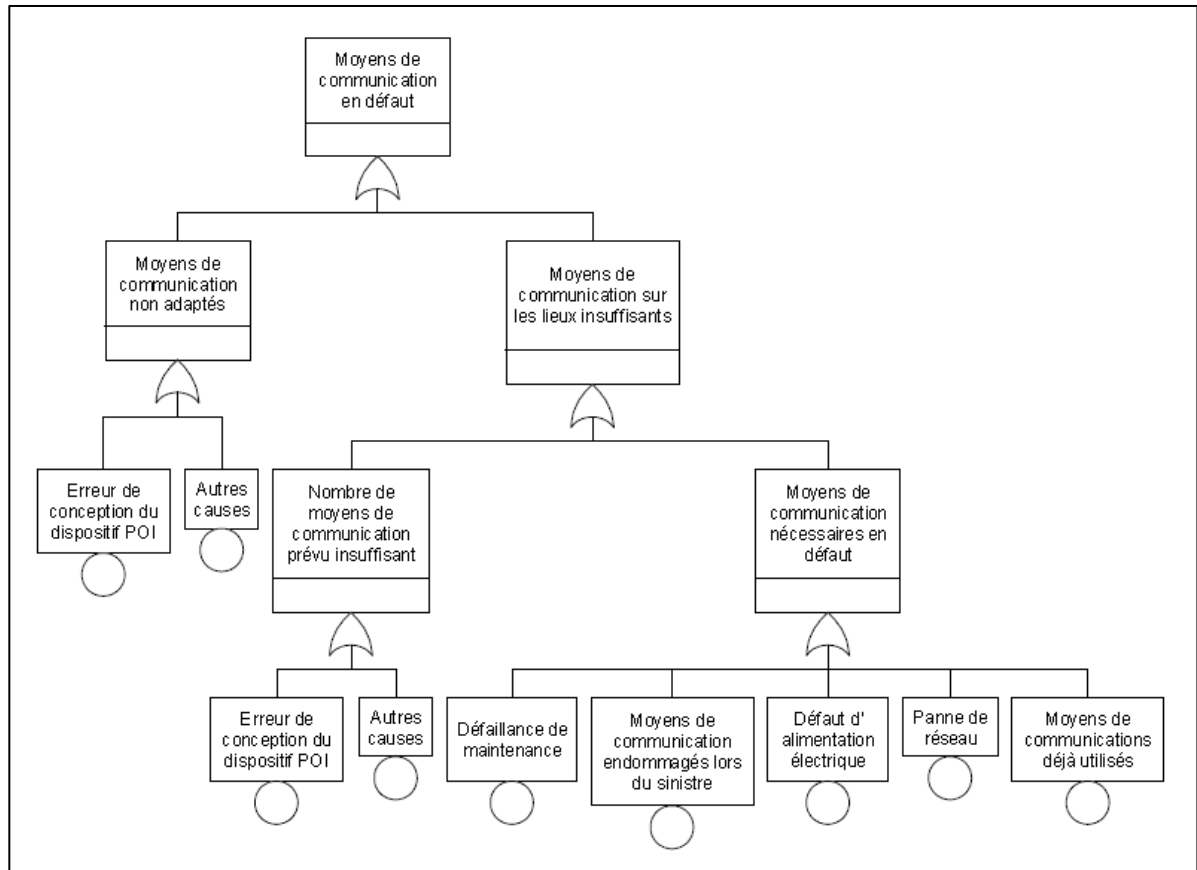 Moyens de
communication
en défaut
Moyens de
communication
non adaptés
Moyens de
communication sur
les lieux insuffisants
Erreur de
conception du
dispositif POI
Autres
causes
Nombre de
moyens de
communication
prévu insuffisant
Moyens de
communication
nécessaires en
défaut
Erreur de
conception du
dispositif POI
Autres
causes
Défaillance de
maintenance
Moyens de
communication
endommagés lors
du sinistre
Défaut d'
alimentation
électrique
Panne de
réseau
Moyens de
communications
déjà utilisés